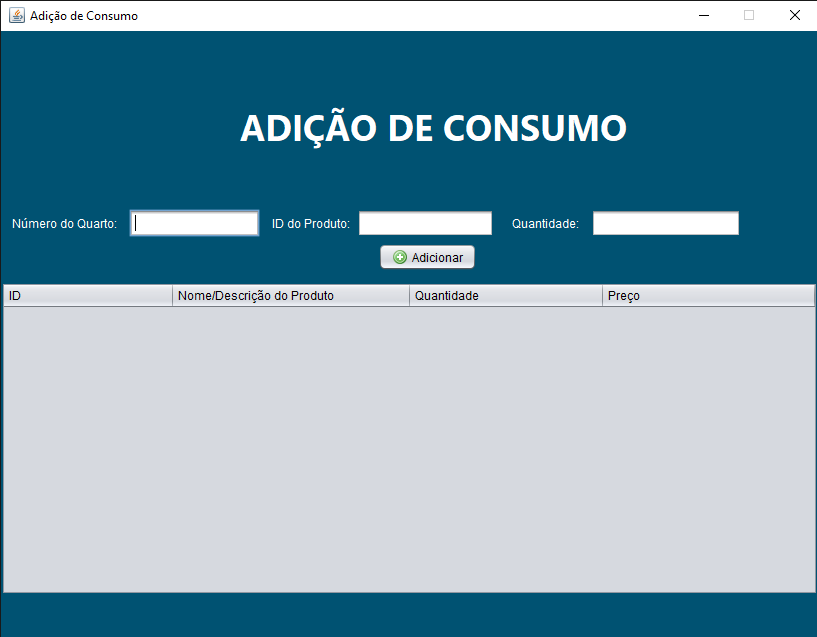 Adição de Consumo
ADIÇÃO DE CONSUMO
Número do Quarto: ID do Produto: Quantidade:
Adicionar
ID Nome/Descrição do Produto Quantidade Preço